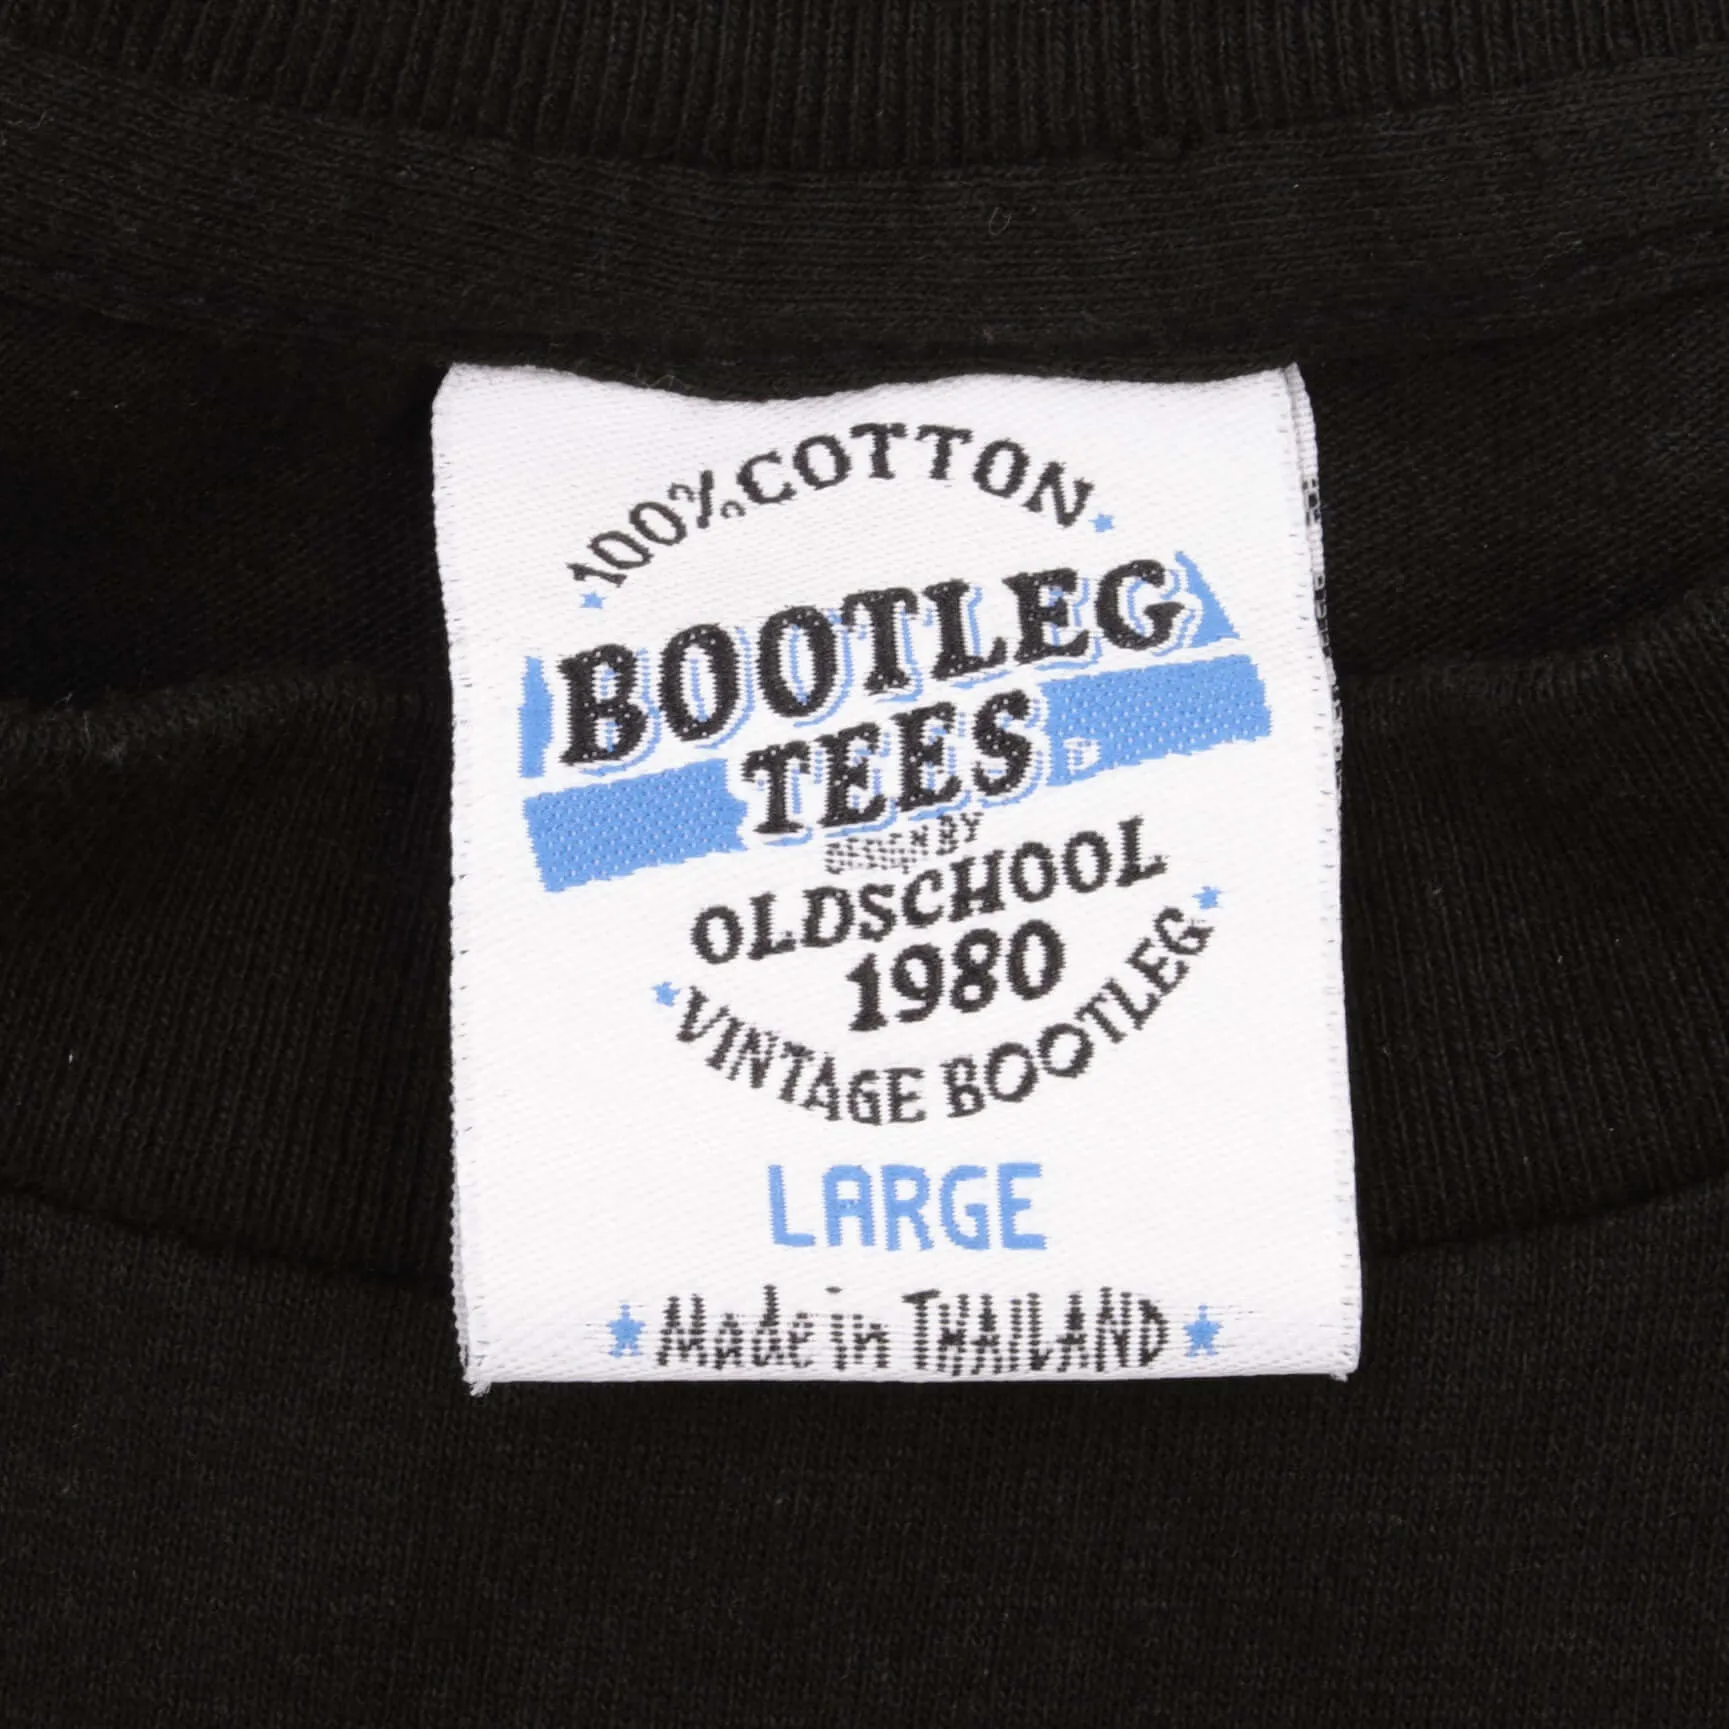 100% COTTON
BOOTLEG
TEES
DESIGN BY
OLDSCHOOL
1980
VINTAGE BOOTLEG
LARGE
Made in THAILAND